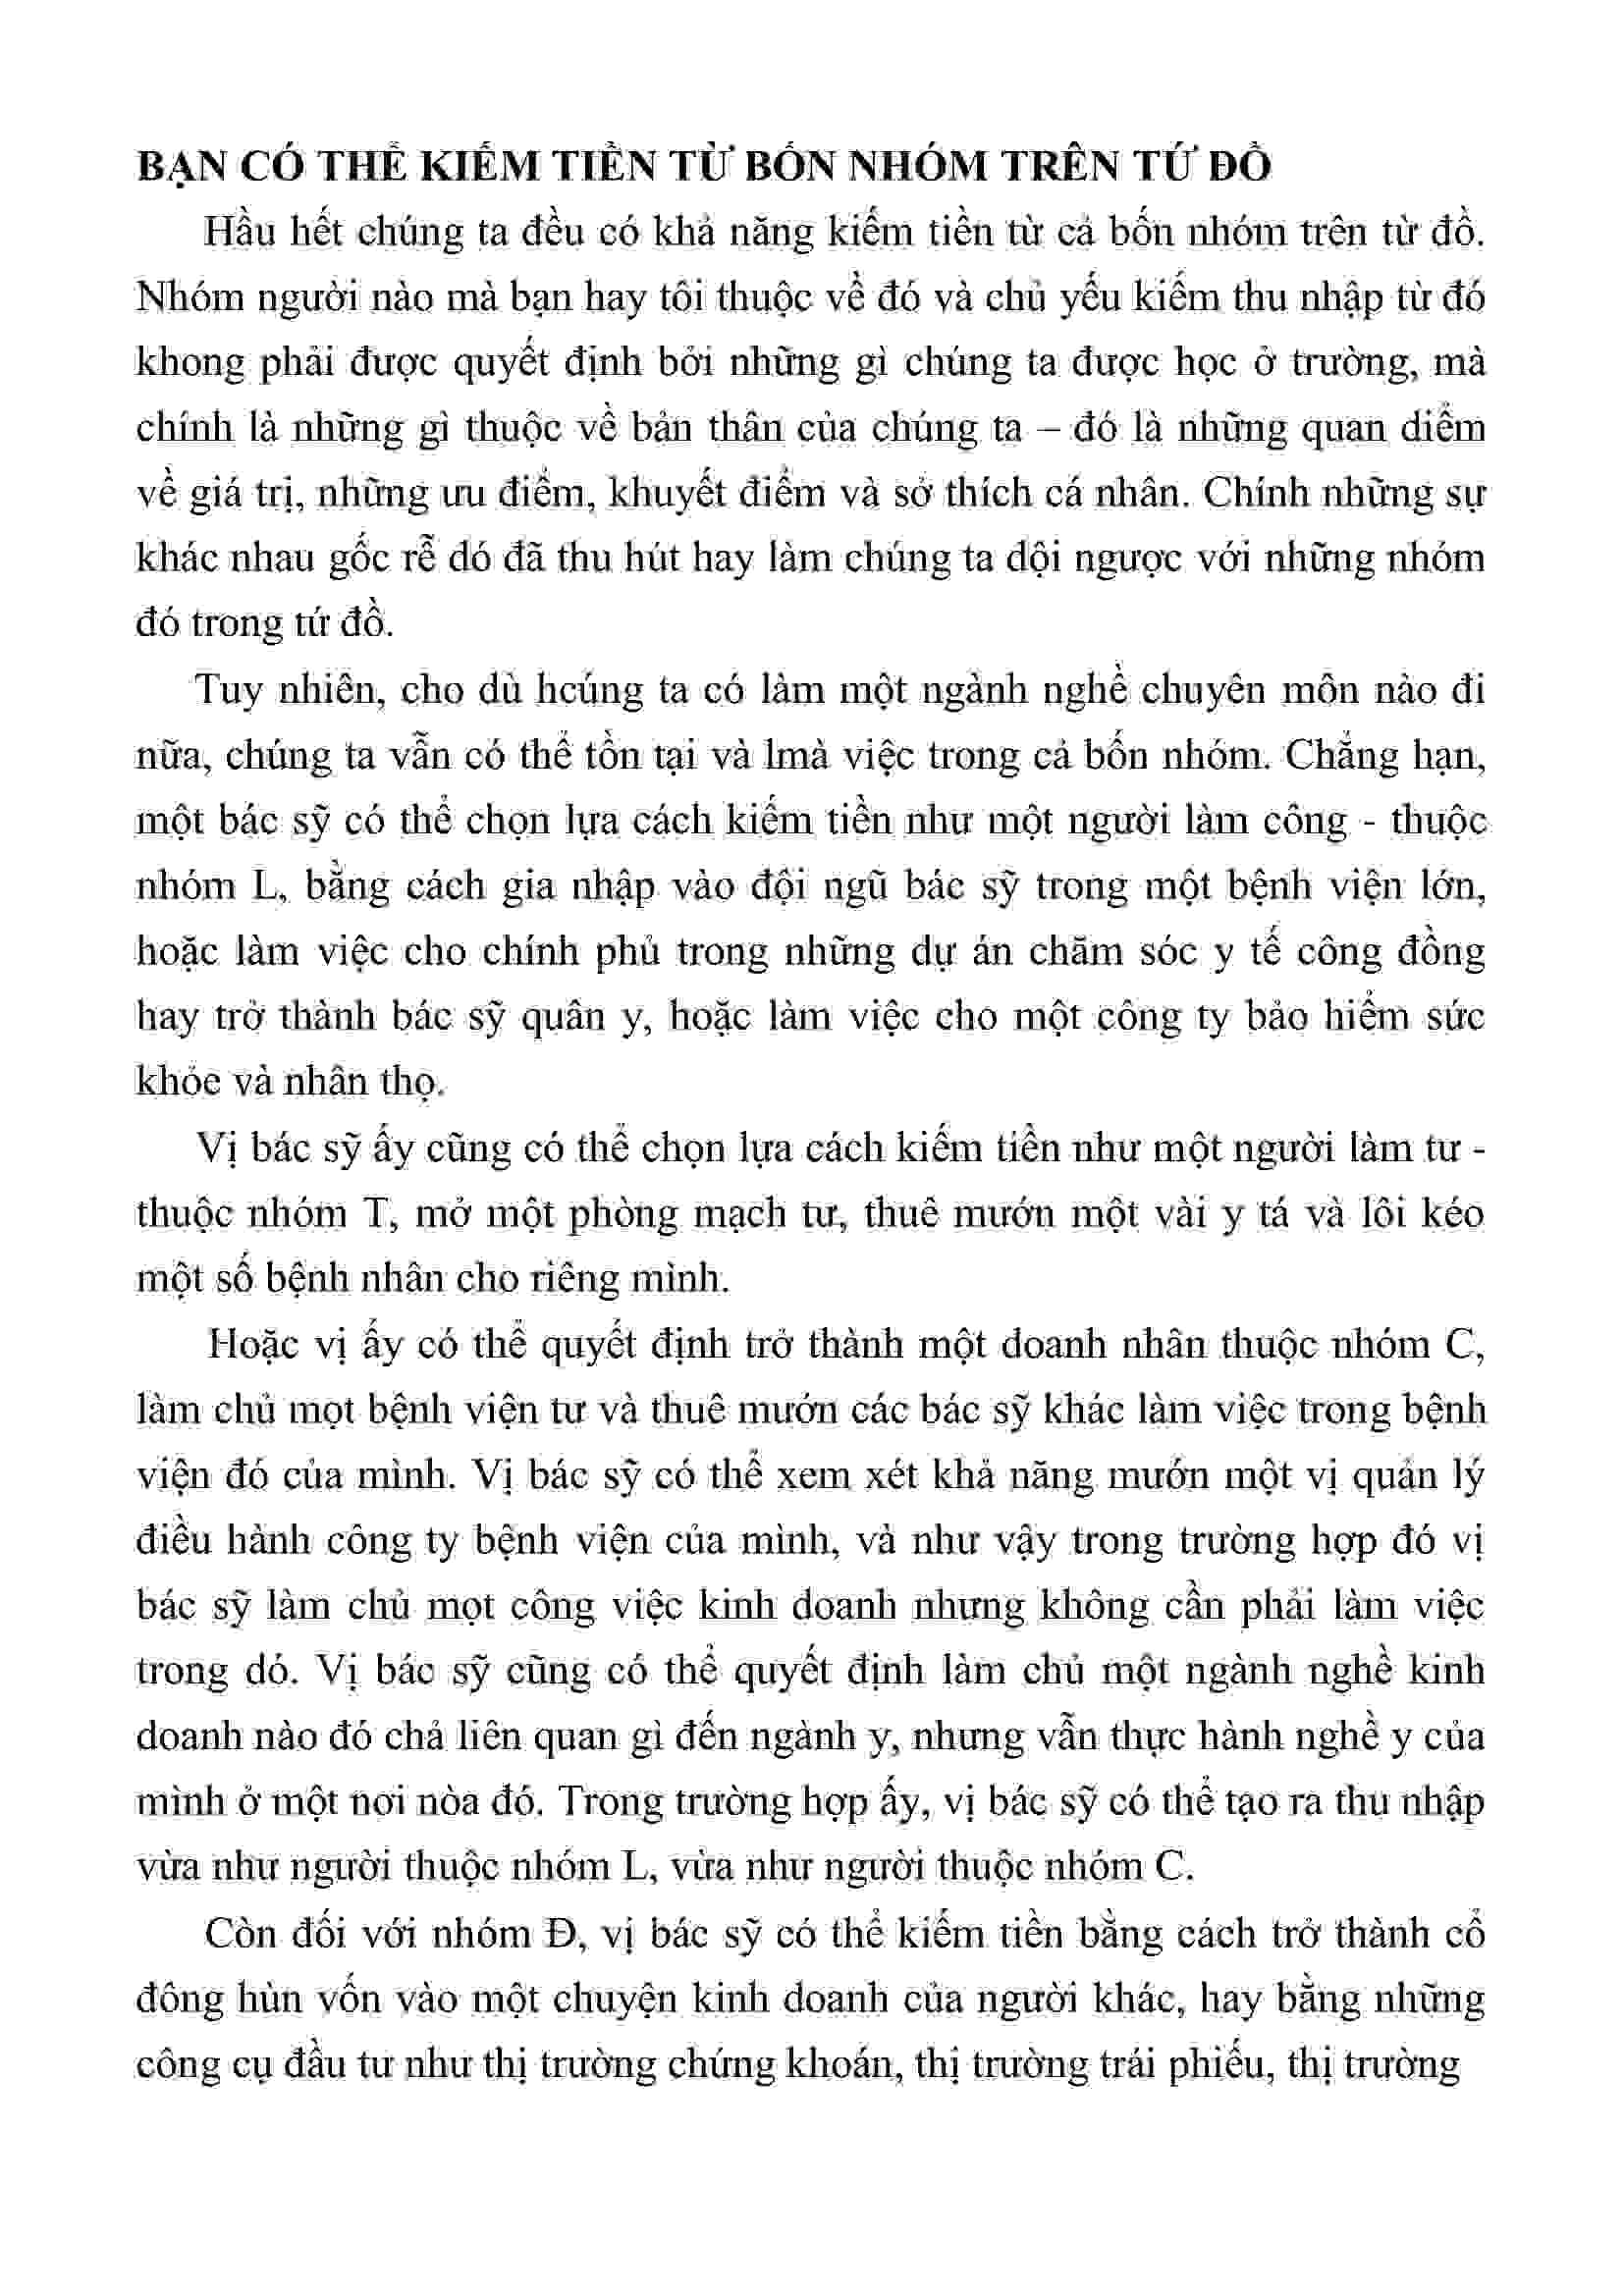 BẠN CÓ THỂ KIẾM TIỀN TỪ BỐN NHÓM TRÊN TỨ ĐỒ
Hầu hết chúng ta đều có khả năng kiếm tiền từ cả bốn nhóm trên từ đồ.
Nhóm người nào mà bạn hay tôi thuộc về đó và chủ yếu kiếm thu nhập từ đó
khong phải được quyết định bởi những gì chúng ta được học ở trường, mà
chính là những gì thuộc về bản thân của chúng ta – đó là những quan điểm
về giá trị, những ưu điểm, khuyết điểm và sở thích cá nhân. Chính những sự
khác nhau gốc rễ đó đã thu hút hay làm chúng ta dội ngược với những nhóm
đó trong tứ đồ.
Tuy nhiên, cho dù hcúng ta có làm một ngành nghề chuyên môn nào đi
nữa, chúng ta vẫn có thể tồn tại và lmà việc trong cả bốn nhóm. Chẳng hạn,
một bác sỹ có thể chọn lựa cách kiếm tiền như một người làm công - thuộc
nhóm L, bằng cách gia nhập vào đội ngũ bác sỹ trong một bệnh viện lớn,
hoặc làm việc cho chính phủ trong những dự án chăm sóc y tế công đồng
hay trở thành bác sỹ quân y, hoặc làm việc cho một công ty bảo hiểm sức
khỏe và nhân thọ.
Vị bác sỹ ấy cũng có thể chọn lựa cách kiếm tiền như một người làm tư -
thuộc nhóm T, mở một phòng mạch tư, thuê mướn một vài y tá và lôi kéo
một số bệnh nhân cho riêng mình.
Hoặc vị ấy có thể quyết định trở thành một doanh nhân thuộc nhóm C,
làm chủ mọt bệnh viện tư và thuê mướn các bác sỹ khác làm việc trong bệnh
viện đó của mình. Vị bác sỹ có thể xem xét khả năng mướn một vị quản lý
điều hành công ty bệnh viện của mình, và như vậy trong trường hợp đó vị
bác sỹ làm chủ mọt công việc kinh doanh nhưng không cần phải làm việc
trong dó. Vị bác sỹ cũng có thể quyết định làm chủ một ngành nghề kinh
doanh nào đó chả liên quan gì đến ngành y, nhưng vẫn thực hành nghề y của
mình ở một nơi nòa đó. Trong trường hợp ấy, vị bác sỹ có thể tạo ra thu nhập
vừa như người thuộc nhóm L, vừa như người thuộc nhóm C.
Còn đối với nhóm Đ, vị bác sỹ có thể kiếm tiền bằng cách trở thành cổ
đông hùn vốn vào một chuyện kinh doanh của người khác, hay bằng những
công cụ đầu tư như thị trường chứng khoán, thị trường trái phiếu, thị trường